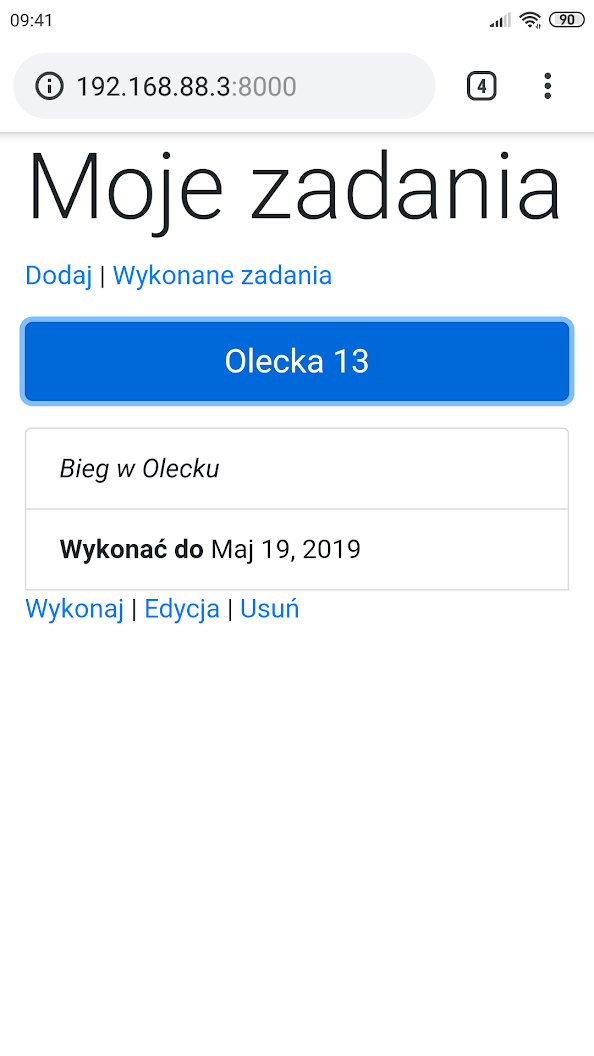 09:41 90
192.168.88.3:8000 4
Moje zadania
Dodaj | Wykonane zadania
Olecka 13
Bieg w Olecku
Wykonać do Maj 19, 2019
Wykonaj | Edycja | Usuń